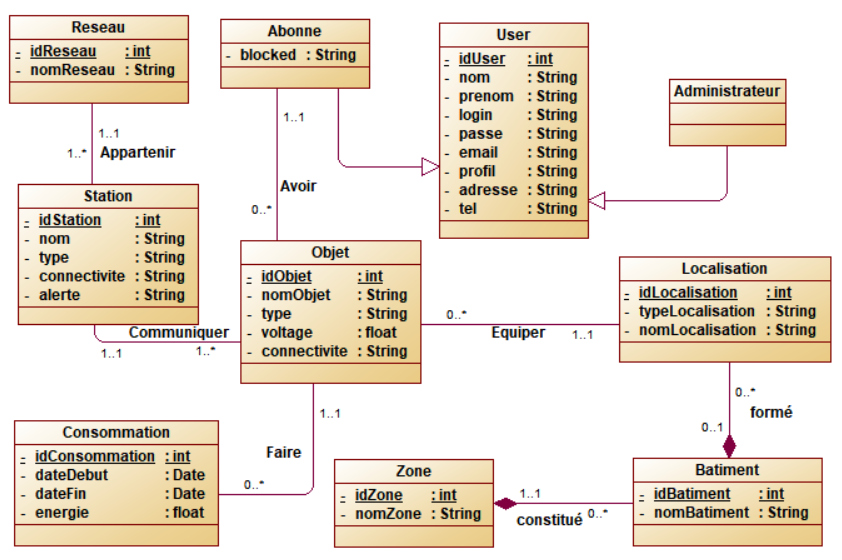 Reseau
- idReseau : int
- nomReseau : String
Abonne
- blocked : String
User
- idUser : int
- nom : String
- prenom : String
- login : String
- passe : String
- email : String
- profil : String
- adresse : String
- tel : String
Administrateur
1..1
1..*
Appartenir
1..1
Avoir
0..*
Station
- idStation : int
- nom : String
- type : String
- connectivite : String
- alerte : String
Objet
- idObjet : int
- nomObjet : String
- type : String
- voltage : float
- connectivite : String
Localisation
- idLocalisation : int
- typeLocalisation : String
- nomLocalisation : String
Communiquer
1..1
1..*
0..*
Equiper
1..1
0..*
formé
0..1
1..1
Faire
0..*
Consommation
- idConsommation : int
- dateDebut : Date
- dateFin : Date
- energie : float
Zone
- idZone : int
- nomZone : String
1..1
constitué
0..*
Batiment
- idBatiment : int
- nomBatiment : String